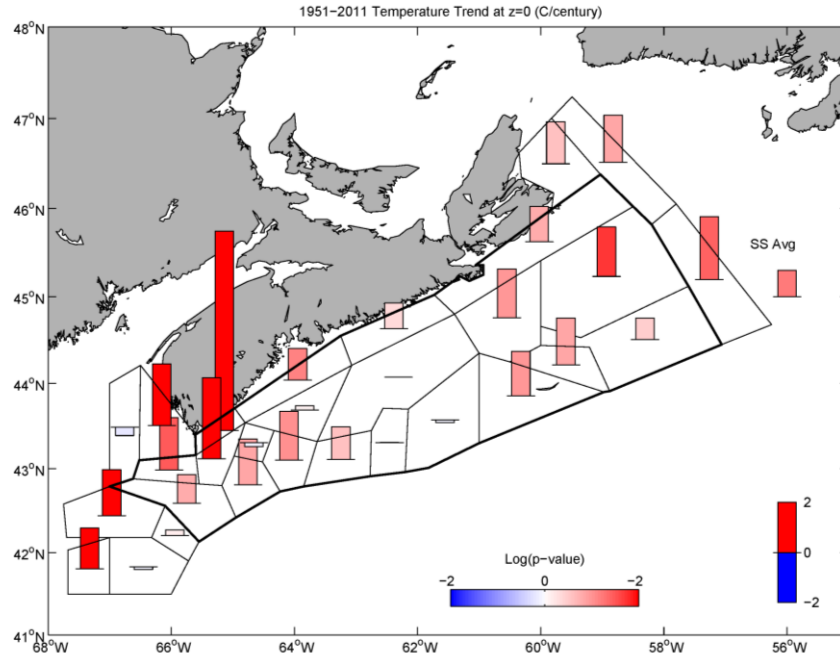 1951−2011 Temperature Trend at z=0 (C/century)
48°N
47°N
46°N
SS Avg
45°N
44°N
43°N
2
Log(p−value)
0
42°N
−2
0
−2
−2
41°N
68°W
66°W
64°W
62°W
60°W
58°W
56°W